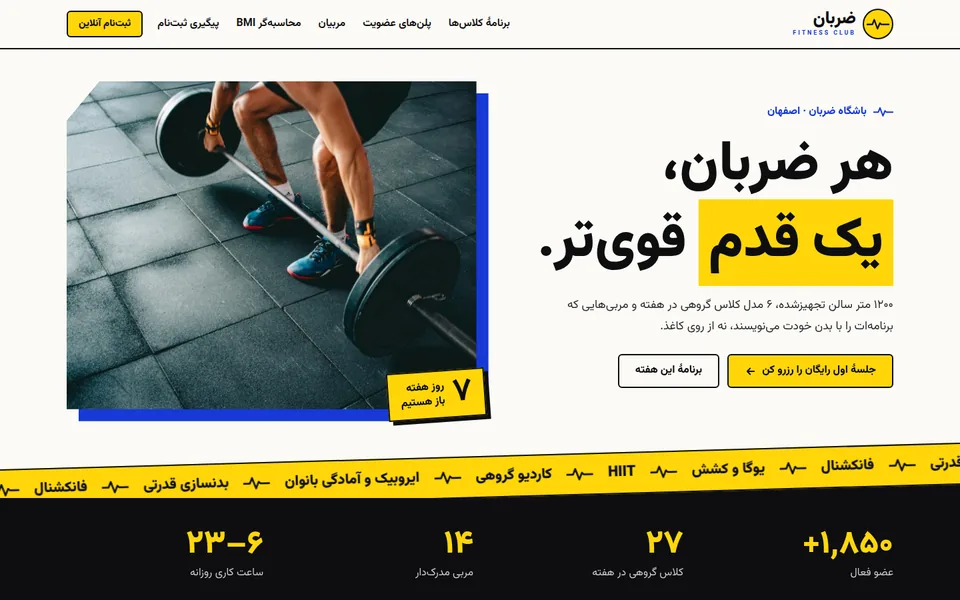 ضربان
FITNESS CLUB
برنامهٔ کلاس‌ها
پلن‌های عضویت
مربیان
محاسبه‌گر BMI
پیگیری ثبت‌نام
ثبت‌نام آنلاین
باشگاه ضربان · اصفهان
هر ضربان،
یک قدم قوی‌تر.
۱۲۰۰ متر سالن تجهیزشده، ۶ مدل کلاس گروهی در هفته و مربی‌هایی که
برنامه‌ات را با بدن خودت می‌نویسند، نه از روی کاغذ.
جلسهٔ اول رایگان را رزرو کن ←
برنامهٔ این هفته
۷ روز هفته
باز هستیم
قدرتی
فانکشنال
یوگا و کشش
HIIT
کاردیو گروهی
ایروبیک و آمادگی بانوان
بدنسازی قدرتی
فانکشنال
+۱,۸۵۰
عضو فعال
۲۷
کلاس گروهی در هفته
۱۴
مربی مدرک‌دار
۶–۲۳
ساعت کاری روزانه